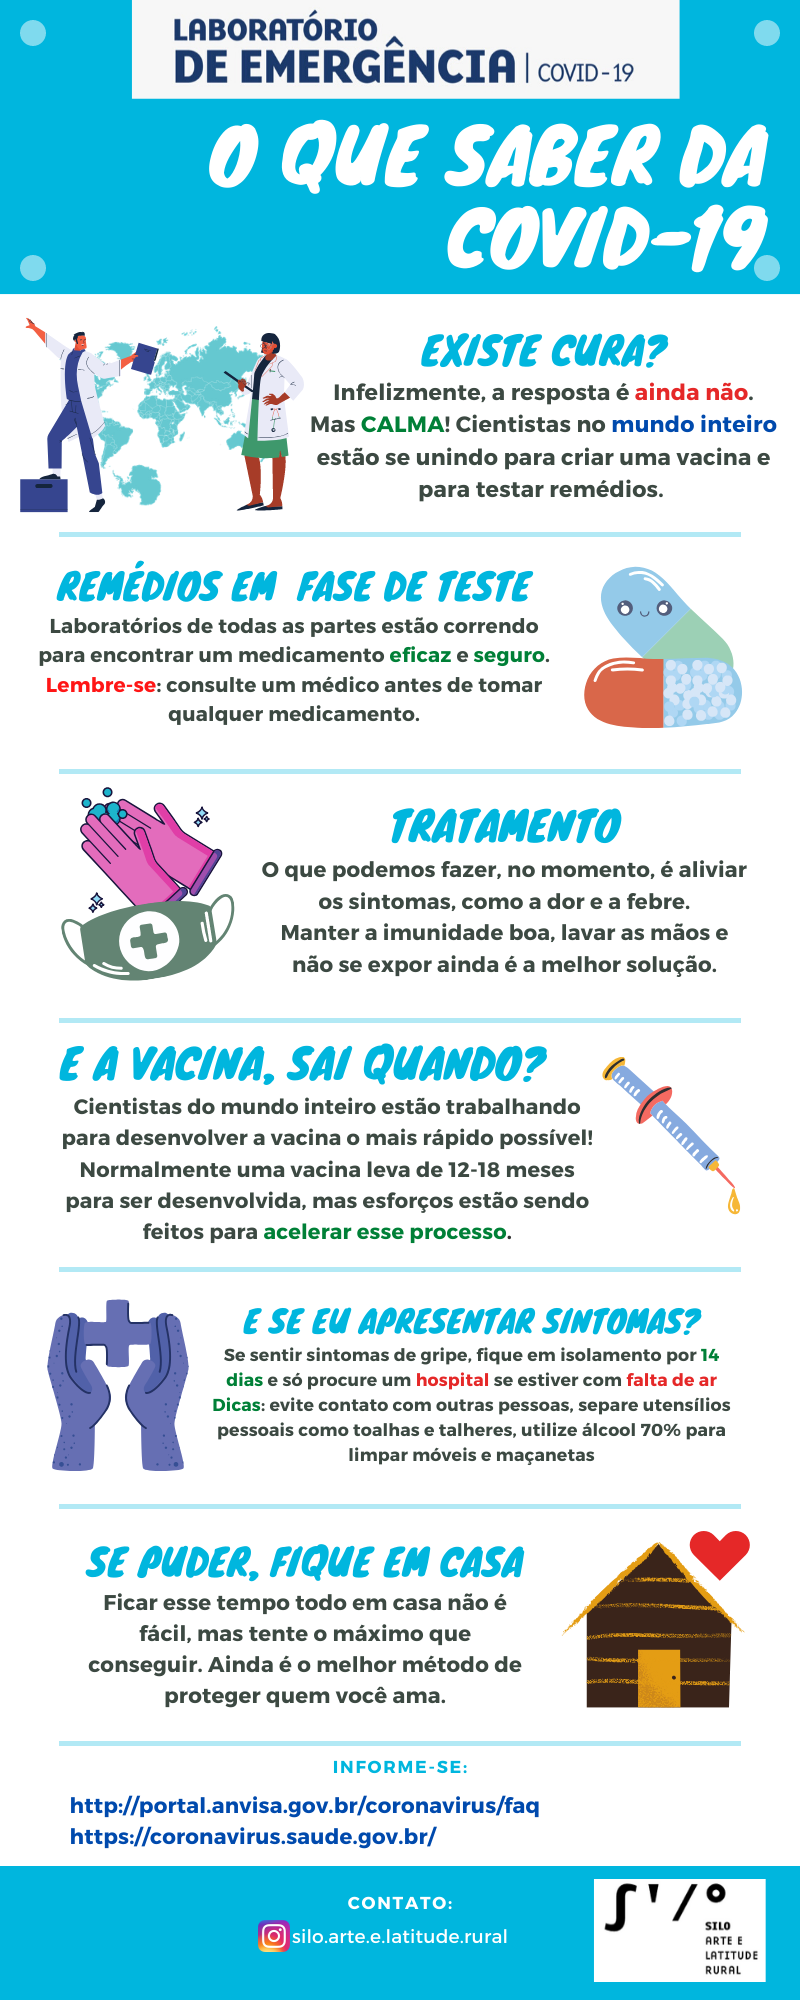 LABORATÓRIO
DE EMERGÊNCIA | COVID-19
O QUE SABER DA
COVID-19
EXISTE CURA?
Infelizmente, a resposta é ainda não.
Mas CALMA! Cientistas no mundo inteiro
estão se unindo para criar uma vacina e
para testar remédios.
REMÉDIOS EM FASE DE TESTE
Laboratórios de todas as partes estão correndo
para encontrar um medicamento eficaz e seguro.
Lembre-se: consulte um médico antes de tomar
qualquer medicamento.
TRATAMENTO
O que podemos fazer, no momento, é aliviar
os sintomas, como a dor e a febre.
Manter a imunidade boa, lavar as mãos e
não se expor ainda é a melhor solução.
E A VACINA, SAI QUANDO?
Cientistas do mundo inteiro estão trabalhando
para desenvolver a vacina o mais rápido possível!
Normalmente uma vacina leva de 12-18 meses
para ser desenvolvida, mas esforços estão sendo
feitos para acelerar esse processo.
E SE EU APRESENTAR SINTOMAS?
Se sentir sintomas de gripe, fique em isolamento por 14
dias e só procure um hospital se estiver com falta de ar
Dicas: evite contato com outras pessoas, separe utensílios
pessoais como toalhas e talheres, utilize álcool 70% para
limpar móveis e maçanetas
SE PUDER, FIQUE EM CASA
Ficar esse tempo todo em casa não é
fácil, mas tente o máximo que
conseguir. Ainda é o melhor método de
proteger quem você ama.
INFORME-SE:
http://portal.anvisa.gov.br/coronavirus/faq
https://coronavirus.saude.gov.br/
CONTATO:
silo.arte.e.latitude.rural
SILO
ARTE E
LATITUDE
RURAL